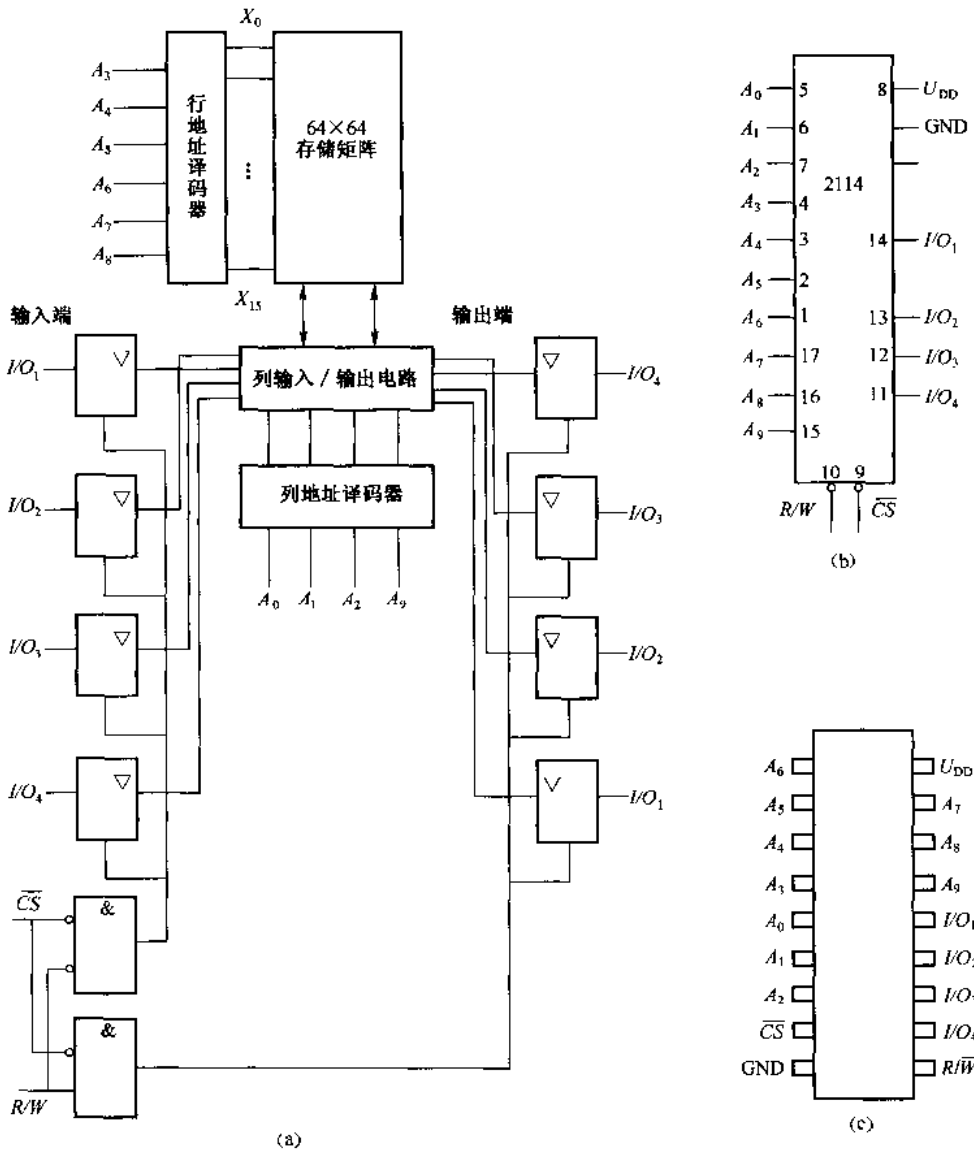 X₀
A₃
A₄
A₅
A₆
A₇
A₈
行地址译码器
⋮
64×64
存储矩阵
X₁₅
输入端
输出端
I/O₁
I/O₂
I/O₃
I/O₄
▽
▽
▽
▽
列输入/输出电路
列地址译码器
A₀ A₁ A₂ A₉
▽
▽
▽
▽
I/O₄
I/O₃
I/O₂
I/O₁
C̅S̅
&
&
R/W
(a)
A₀ 5
A₁ 6
A₂ 7
A₃ 4
A₄ 3
A₅ 2
A₆ 1
A₇ 17
A₈ 16
A₉ 15
2114
8 U_DD
GND
14 I/O₁
13 I/O₂
12 I/O₃
11 I/O₄
10 9
R/W C̅S̅
(b)
A₆ U_DD
A₅ A₇
A₄ A₈
A₃ A₉
A₀ I/O₁
A₁ I/O
A₂ I/O
C̅S̅ I/O
GND R/W̅
(c)